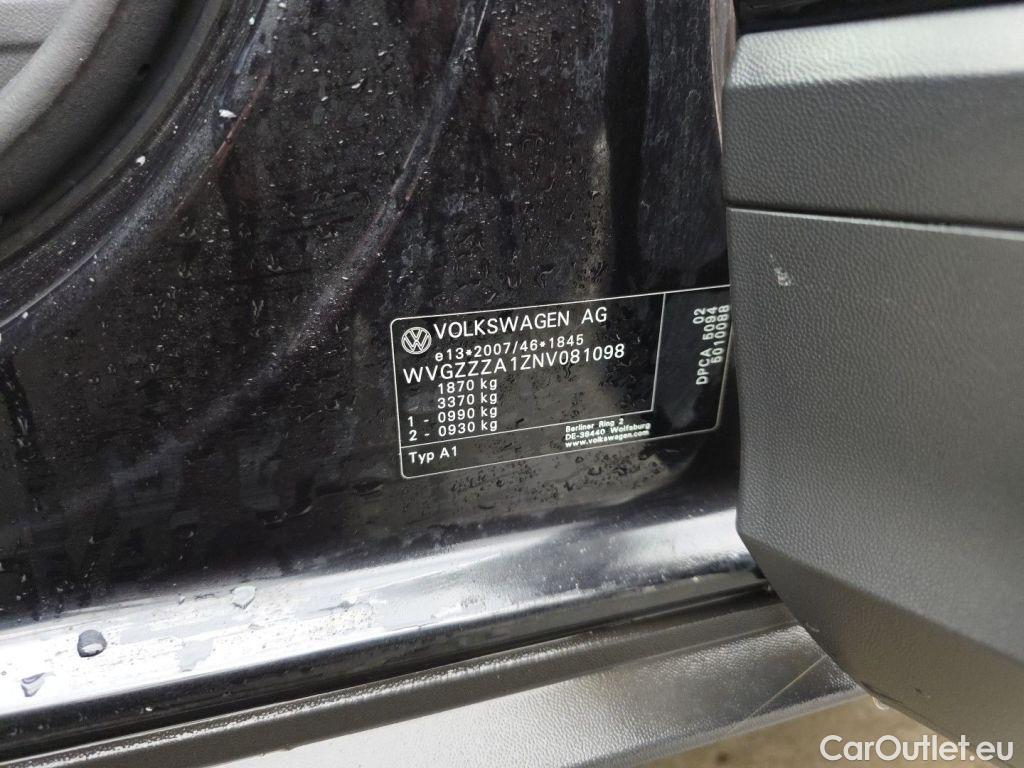 VOLKSWAGEN AG
e13*2007/46*1845
WVGZZZA1ZNV081098
1870 kg
3370 kg
1 - 0990 kg
2 - 0930 kg
Typ A1
Berliner Ring 2
DE-38440 Wolfsburg
www.volkswagen.com
02
DPCA 5094
5010088
CarOutlet.eu